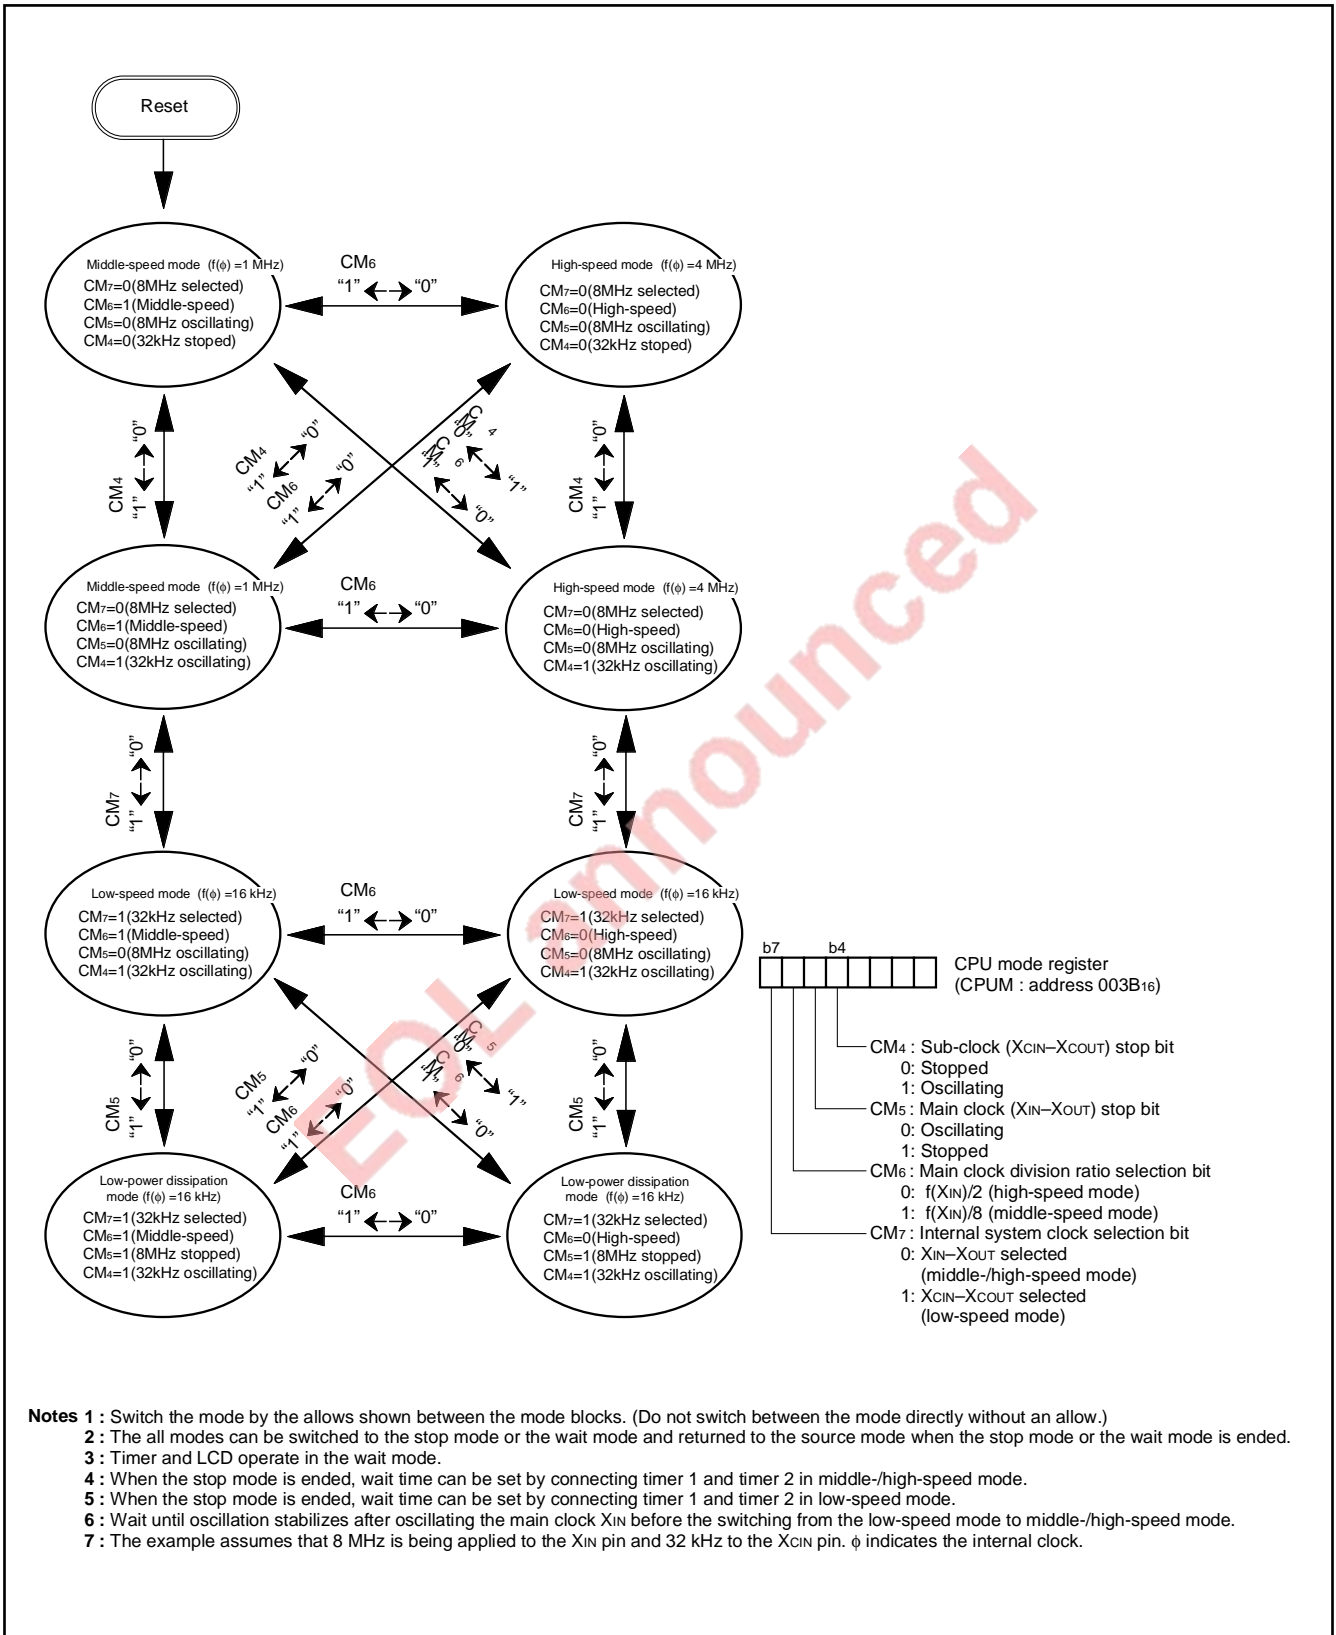 Reset
Middle-speed mode (f(ϕ) =1 MHz)
CM7=0(8MHz selected)
CM6=1(Middle-speed)
CM5=0(8MHz oscillating)
CM4=0(32kHz stoped)
CM6
“1” “0”
High-speed mode (f(ϕ) =4 MHz)
CM7=0(8MHz selected)
CM6=0(High-speed)
CM5=0(8MHz oscillating)
CM4=0(32kHz stoped)
CM4
“1” “0”
CM4
“1” “0”
CM6
“1” “0”
CM4
“0” “1”
CM6
“1” “0”
CM4
“1” “0”
Middle-speed mode (f(ϕ) =1 MHz)
CM7=0(8MHz selected)
CM6=1(Middle-speed)
CM5=0(8MHz oscillating)
CM4=1(32kHz oscillating)
CM6
“1” “0”
High-speed mode (f(ϕ) =4 MHz)
CM7=0(8MHz selected)
CM6=0(High-speed)
CM5=0(8MHz oscillating)
CM4=1(32kHz oscillating)
CM7
“1” “0”
CM7
“1” “0”
Low-speed mode (f(ϕ) =16 kHz)
CM7=1(32kHz selected)
CM6=1(Middle-speed)
CM5=0(8MHz oscillating)
CM4=1(32kHz oscillating)
CM6
“1” “0”
Low-speed mode (f(ϕ) =16 kHz)
CM7=1(32kHz selected)
CM6=0(High-speed)
CM5=0(8MHz oscillating)
CM4=1(32kHz oscillating)
CM5
“1” “0”
CM5
“1” “0”
CM6
“1” “0”
CM5
“0” “1”
CM6
“1” “0”
CM5
“1” “0”
Low-power dissipation
mode (f(ϕ) =16 kHz)
CM7=1(32kHz selected)
CM6=1(Middle-speed)
CM5=1(8MHz stopped)
CM4=1(32kHz oscillating)
CM6
“1” “0”
Low-power dissipation
mode (f(ϕ) =16 kHz)
CM7=1(32kHz selected)
CM6=0(High-speed)
CM5=1(8MHz stopped)
CM4=1(32kHz oscillating)
b7 b4
CPU mode register
(CPUM : address 003B16)
CM4 : Sub-clock (XCIN–XCOUT) stop bit
0: Stopped
1: Oscillating
CM5 : Main clock (XIN–XOUT) stop bit
0: Oscillating
1: Stopped
CM6 : Main clock division ratio selection bit
0: f(XIN)/2 (high-speed mode)
1: f(XIN)/8 (middle-speed mode)
CM7 : Internal system clock selection bit
0: XIN–XOUT selected
(middle-/high-speed mode)
1: XCIN–XCOUT selected
(low-speed mode)
EOL announced
Notes 1 : Switch the mode by the allows shown between the mode blocks. (Do not switch between the mode directly without an allow.)
2 : The all modes can be switched to the stop mode or the wait mode and returned to the source mode when the stop mode or the wait mode is ended.
3 : Timer and LCD operate in the wait mode.
4 : When the stop mode is ended, wait time can be set by connecting timer 1 and timer 2 in middle-/high-speed mode.
5 : When the stop mode is ended, wait time can be set by connecting timer 1 and timer 2 in low-speed mode.
6 : Wait until oscillation stabilizes after oscillating the main clock XIN before the switching from the low-speed mode to middle-/high-speed mode.
7 : The example assumes that 8 MHz is being applied to the XIN pin and 32 kHz to the XCIN pin. ϕ indicates the internal clock.